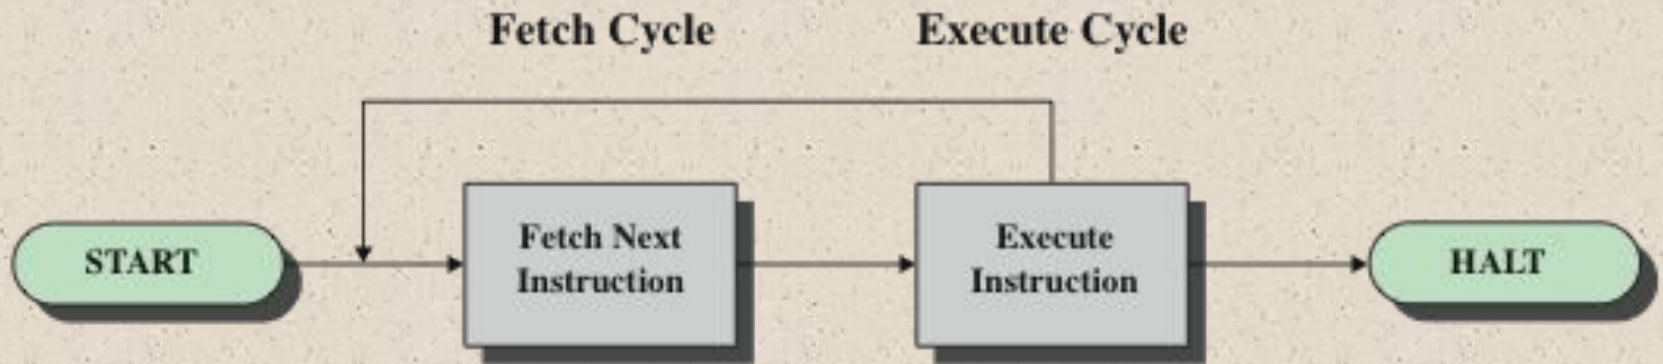 Fetch Cycle
Execute Cycle
START
Fetch Next
Instruction
Execute
Instruction
HALT